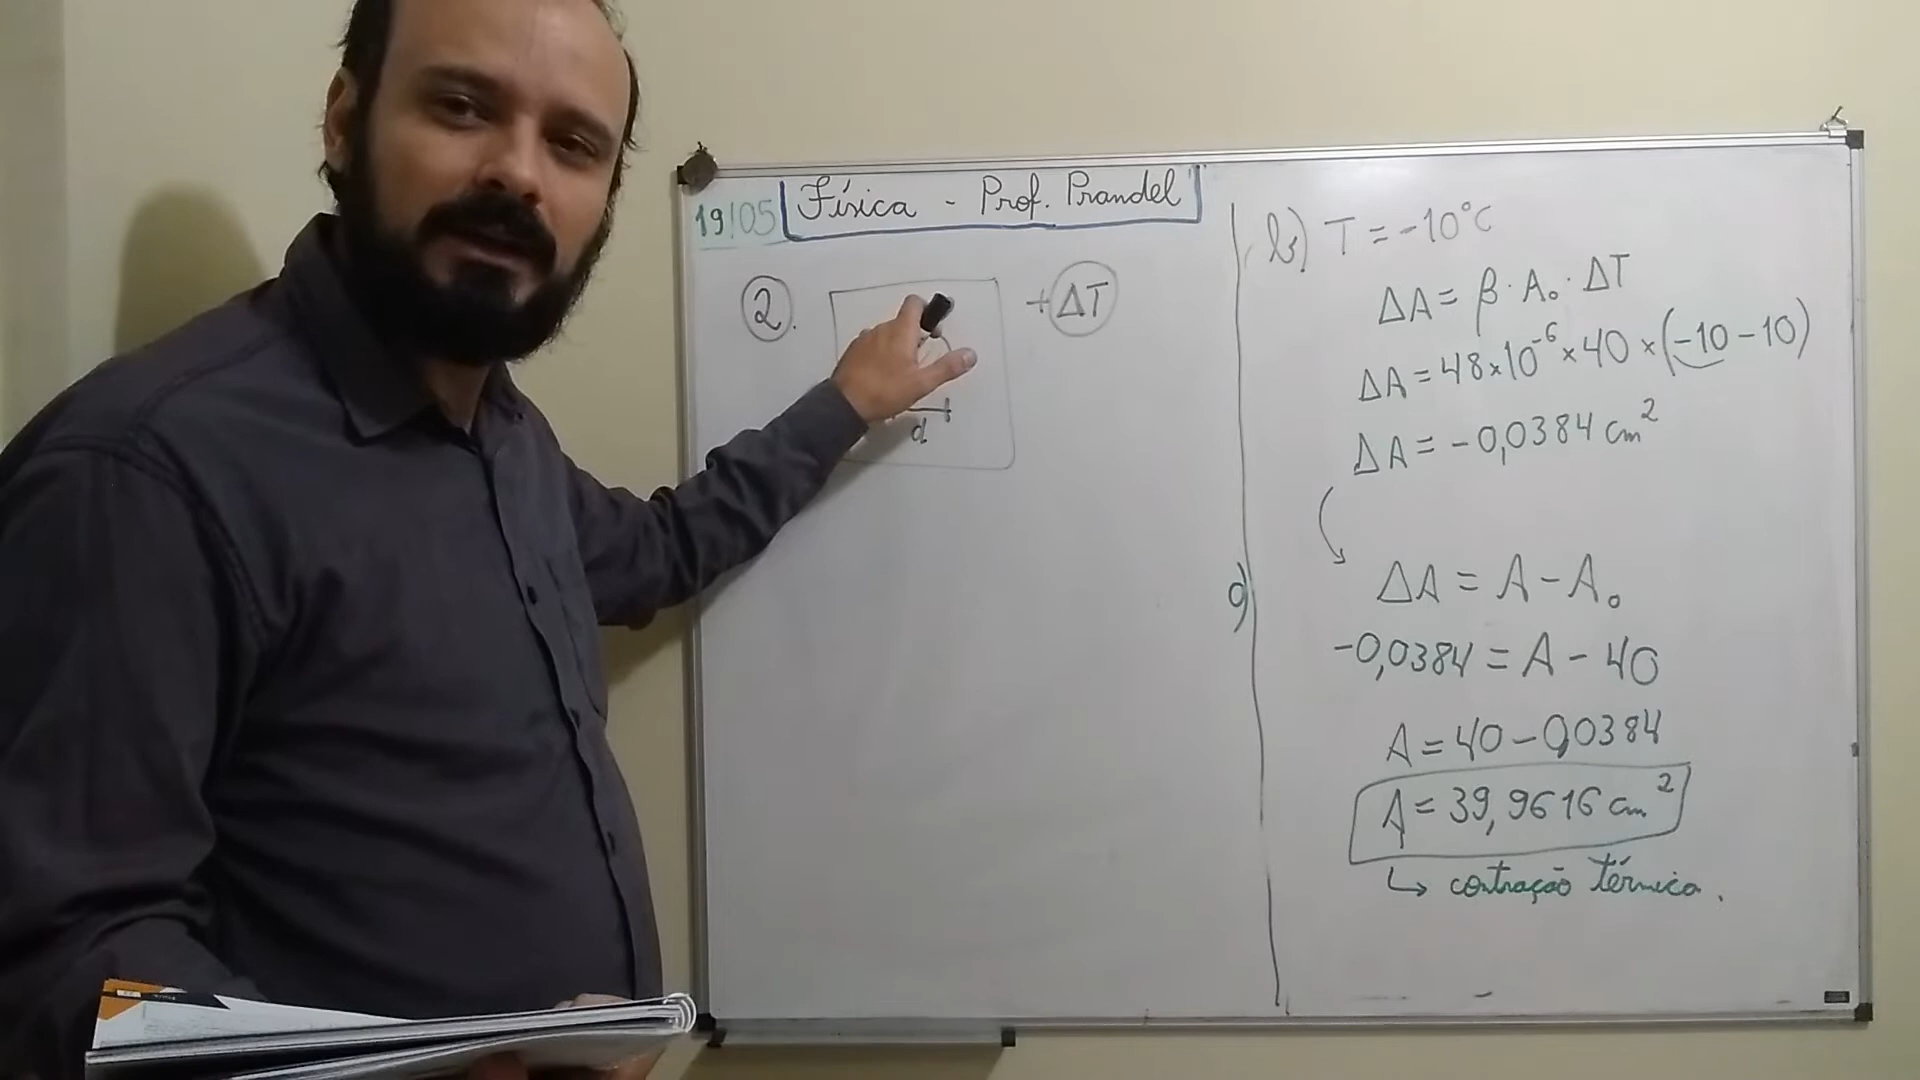 19/05 Física - Prof. Prandel
2.
+ΔT
d
b) T = -10°C
ΔA = β · A₀ · ΔT
ΔA = 48×10⁻⁶×40×(-10-10)
ΔA = -0,0384 cm²
ΔA = A - A₀
-0,0384 = A - 40
A = 40 - 0,0384
A = 39,9616 cm²
↳ contração térmica.